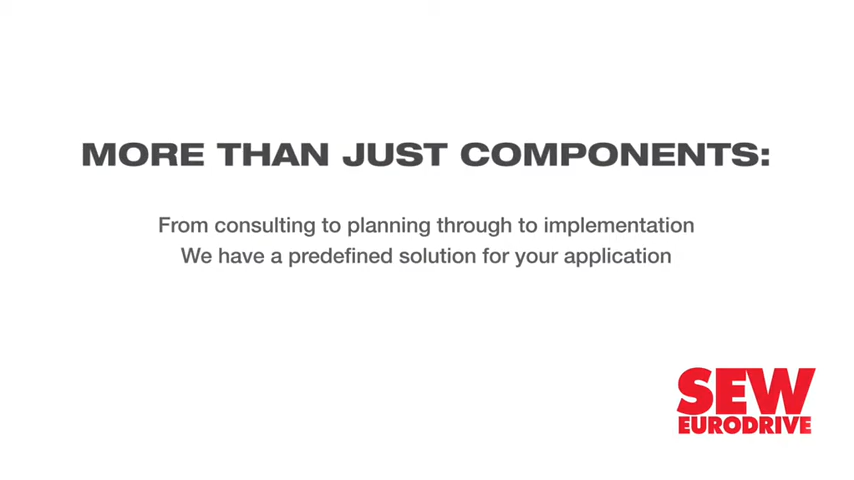 MORE THAN JUST COMPONENTS:
From consulting to planning through to implementation
We have a predefined solution for your application
SEW
EURODRIVE